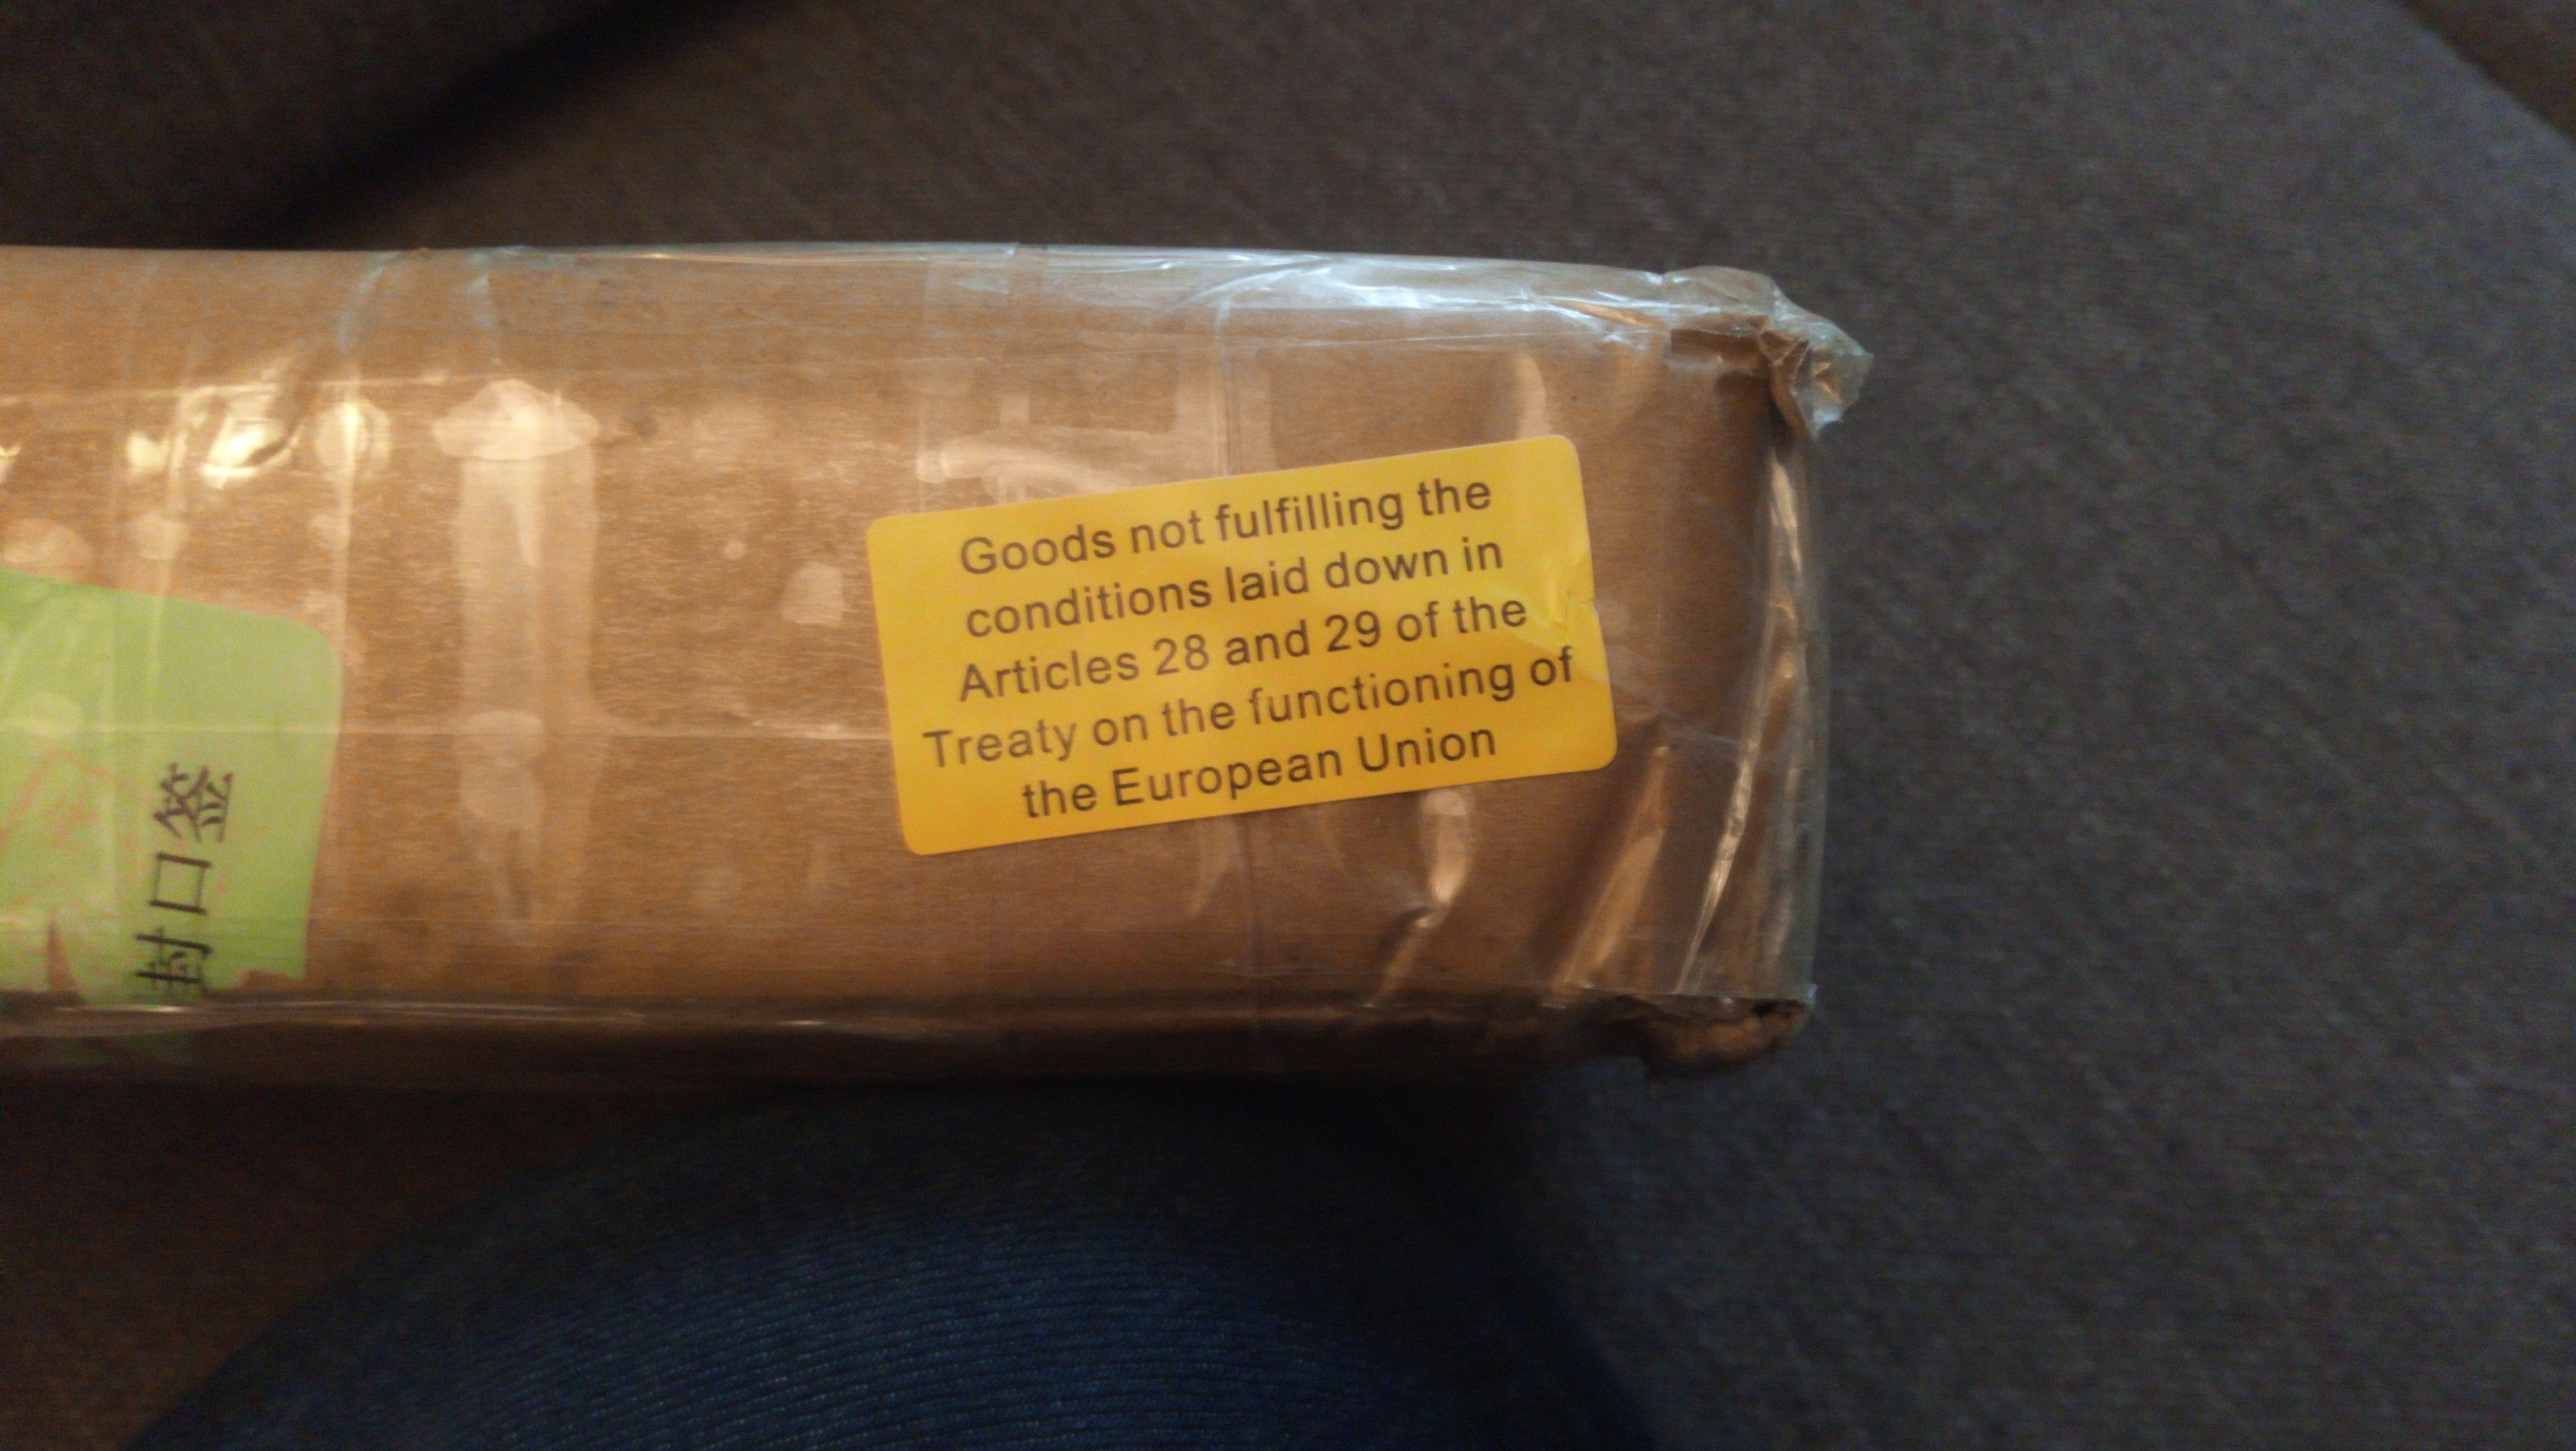 Goods not fulfilling the
conditions laid down in
Articles 28 and 29 of the
Treaty on the functioning of
the European Union
封口签